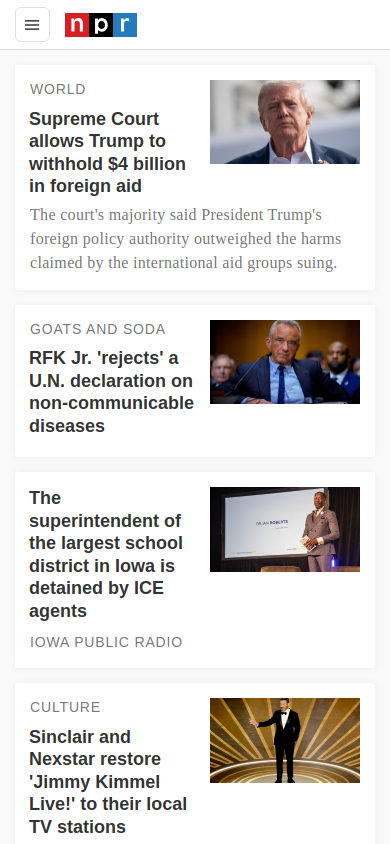 npr
WORLD
Supreme Court
allows Trump to
withhold $4 billion
in foreign aid
The court's majority said President Trump's
foreign policy authority outweighed the harms
claimed by the international aid groups suing.
GOATS AND SODA
RFK Jr. 'rejects' a
U.N. declaration on
non-communicable
diseases
The
superintendent of
the largest school
district in Iowa is
detained by ICE
agents
IOWA PUBLIC RADIO
CULTURE
Sinclair and
Nexstar restore
'Jimmy Kimmel
Live!' to their local
TV stations